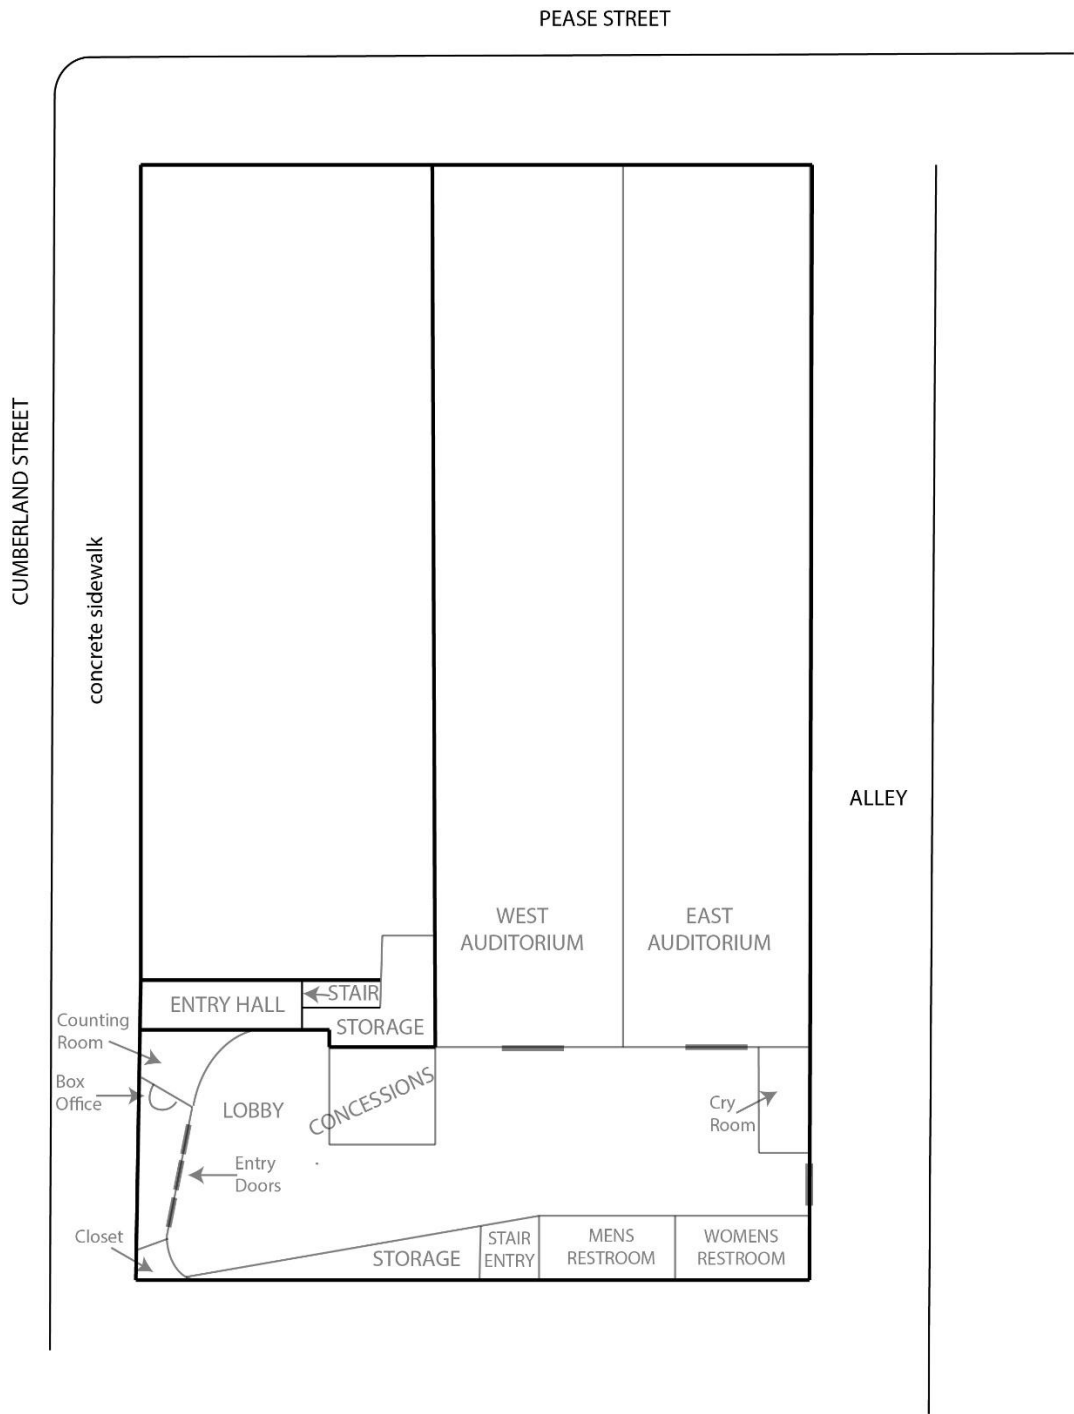 PEASE STREET
CUMBERLAND STREET
concrete sidewalk
ALLEY
WEST
AUDITORIUM
EAST
AUDITORIUM
STAIR
ENTRY HALL
STORAGE
Counting
Room
Box
Office
LOBBY
CONCESSIONS
Cry
Room
Entry
Doors
Closet
STORAGE
STAIR
ENTRY
MENS
RESTROOM
WOMENS
RESTROOM